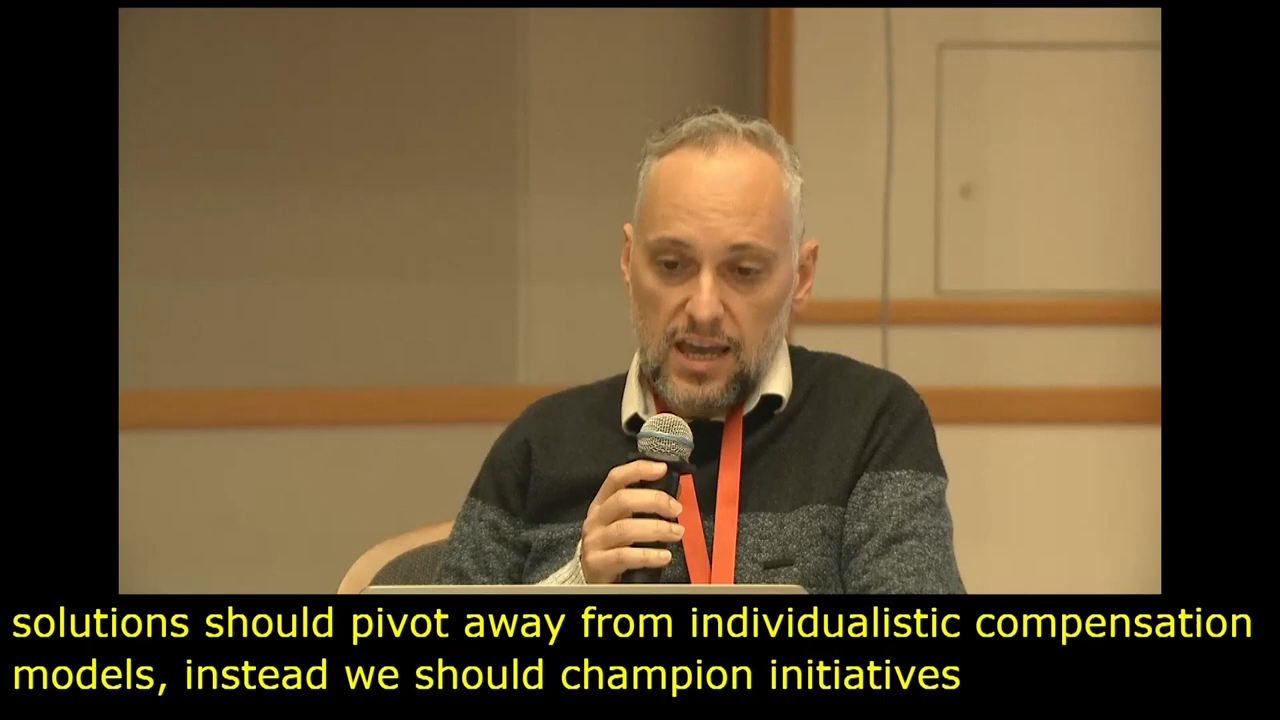 solutions should pivot away from individualistic compensation
models, instead we should champion initiatives